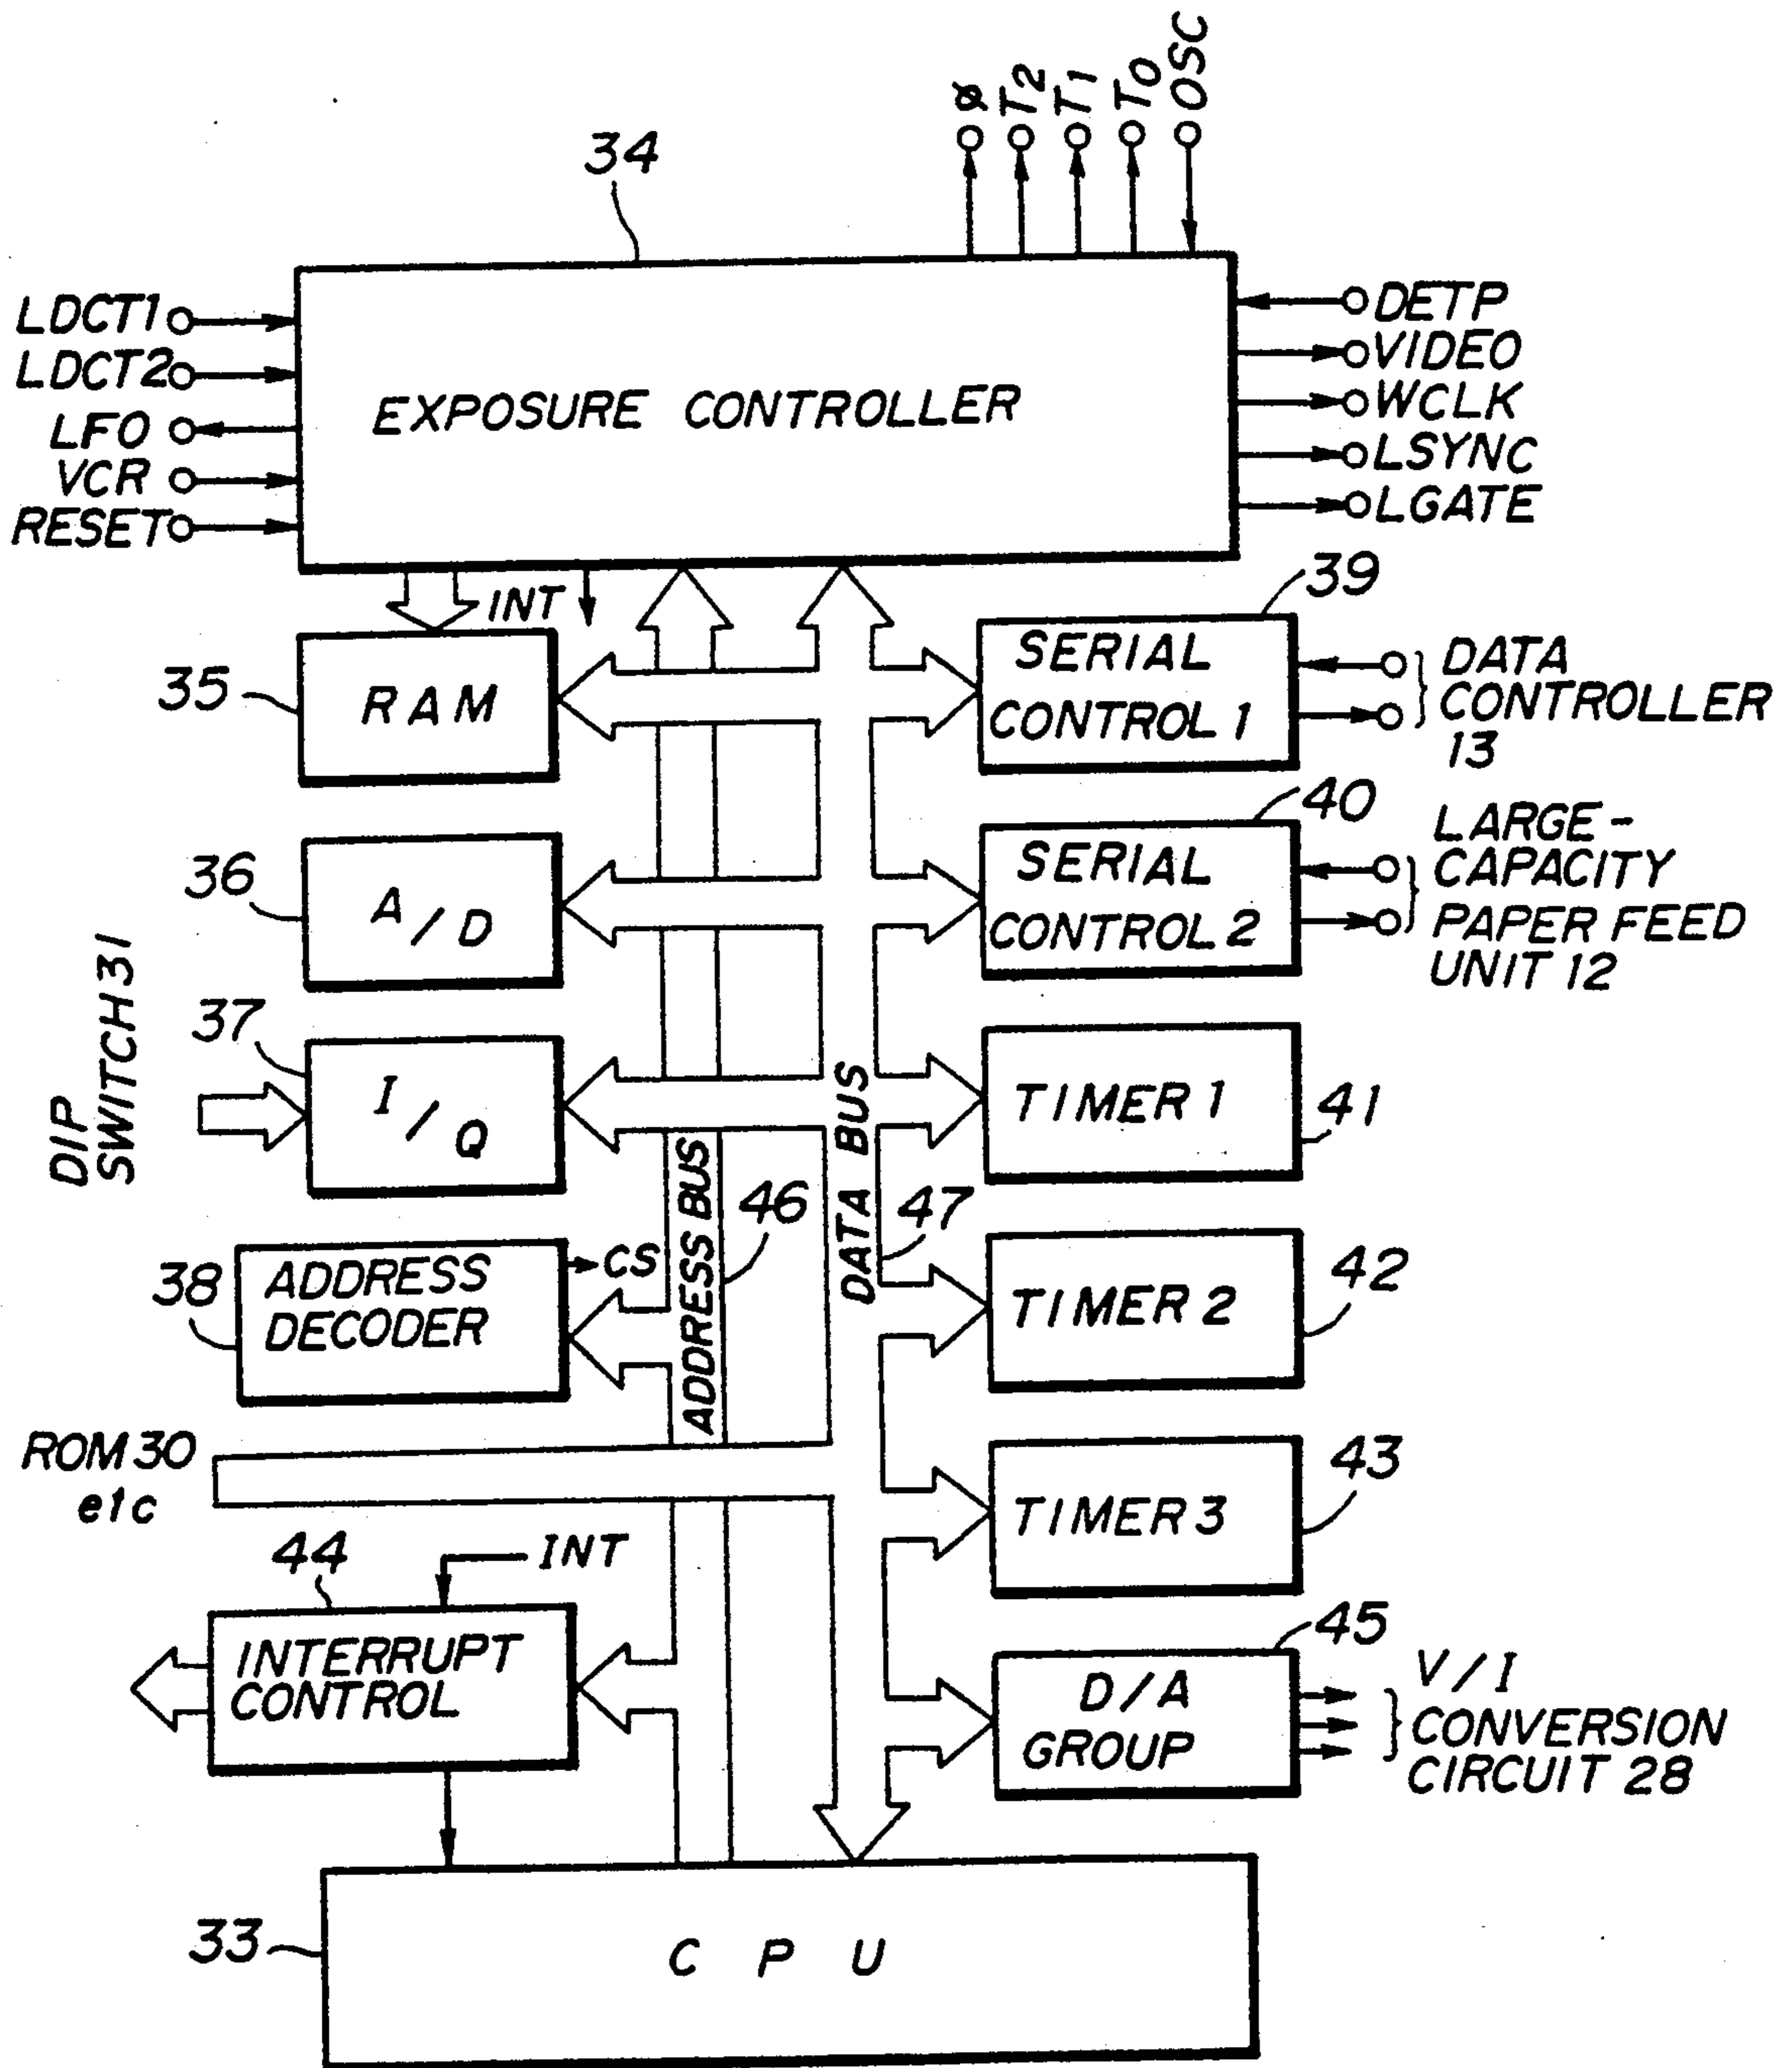 ø
T2
T1
T0
OSC
34
LDCT1
LDCT2
LFO
VCR
RESET
EXPOSURE CONTROLLER
DETP
VIDEO
WCLK
LSYNC
LGATE
INT
35
RAM
39
SERIAL
CONTROL 1
DATA
CONTROLLER
13
36
A/D
40
SERIAL
CONTROL 2
LARGE-
CAPACITY
PAPER FEED
UNIT 12
DIP
SWITCH31
37
I/Q
TIMER 1
41
ADDRESS BUS
46
DATA BUS
47
38
ADDRESS
DECODER
CS
TIMER 2
42
ROM 30
etc
TIMER 3
43
44
INT
INTERRUPT
CONTROL
45
D/A
GROUP
V/I
CONVERSION
CIRCUIT 28
33
CPU